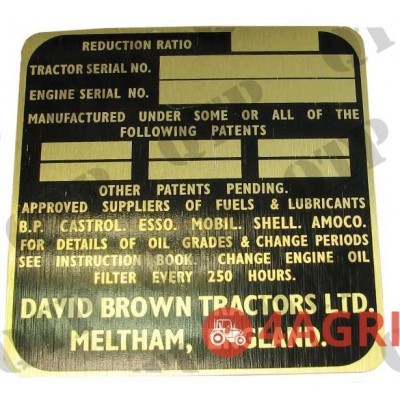 REDUCTION RATIO
TRACTOR SERIAL NO.
ENGINE SERIAL NO.
MANUFACTURED UNDER SOME OR ALL OF THE
FOLLOWING PATENTS
OTHER PATENTS PENDING.
APPROVED SUPPLIERS OF FUELS & LUBRICANTS
B.P. CASTROL. ESSO. MOBIL. SHELL. AMOCO.
FOR DETAILS OF OIL GRADES & CHANGE PERIODS
SEE INSTRUCTION BOOK. CHANGE ENGINE OIL
FILTER EVERY 250 HOURS.
DAVID BROWN TRACTORS LTD.
MELTHAM, ENGLAND.
4AGRI
QTP